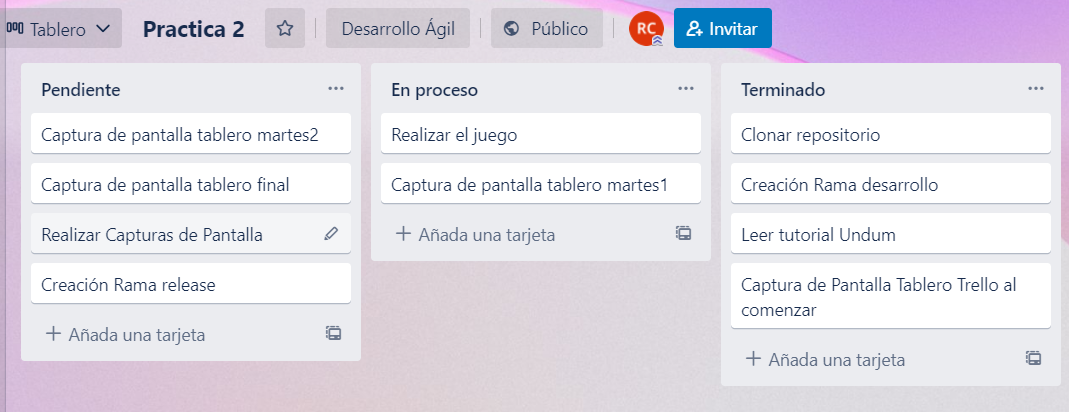 Tablero
Practica 2
Desarrollo Ágil
Público
RC
Invitar
Pendiente
Captura de pantalla tablero martes2
Captura de pantalla tablero final
Realizar Capturas de Pantalla
Creación Rama release
Añada una tarjeta
En proceso
Realizar el juego
Captura de pantalla tablero martes1
Añada una tarjeta
Terminado
Clonar repositorio
Creación Rama desarrollo
Leer tutorial Undum
Captura de Pantalla Tablero Trello al
comenzar
Añada una tarjeta